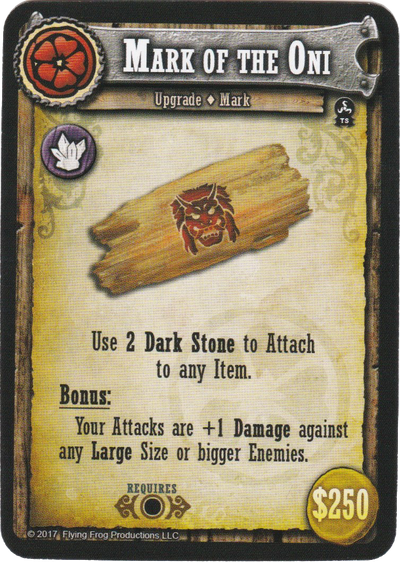 Mark of the Oni
Upgrade ♦ Mark
TS
Use 2 Dark Stone to Attach
to any Item.
Bonus:
Your Attacks are +1 Damage against
any Large Size or bigger Enemies.
REQUIRES
$250
© 2017 Flying Frog Productions LLC